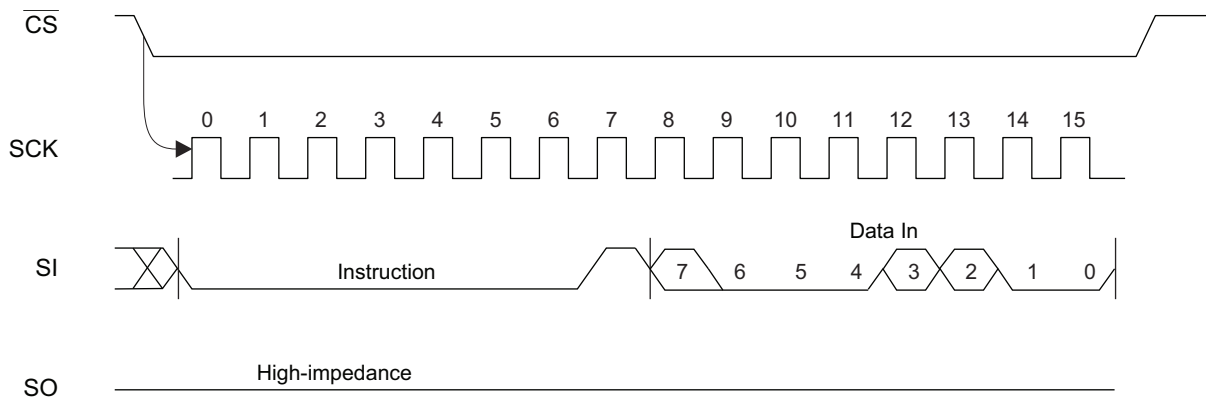 CS
0 1 2 3 4 5 6 7 8 9 10 11 12 13 14 15
SCK
Data In
SI
Instruction
7 6 5 4 3 2 1 0
High-impedance
SO